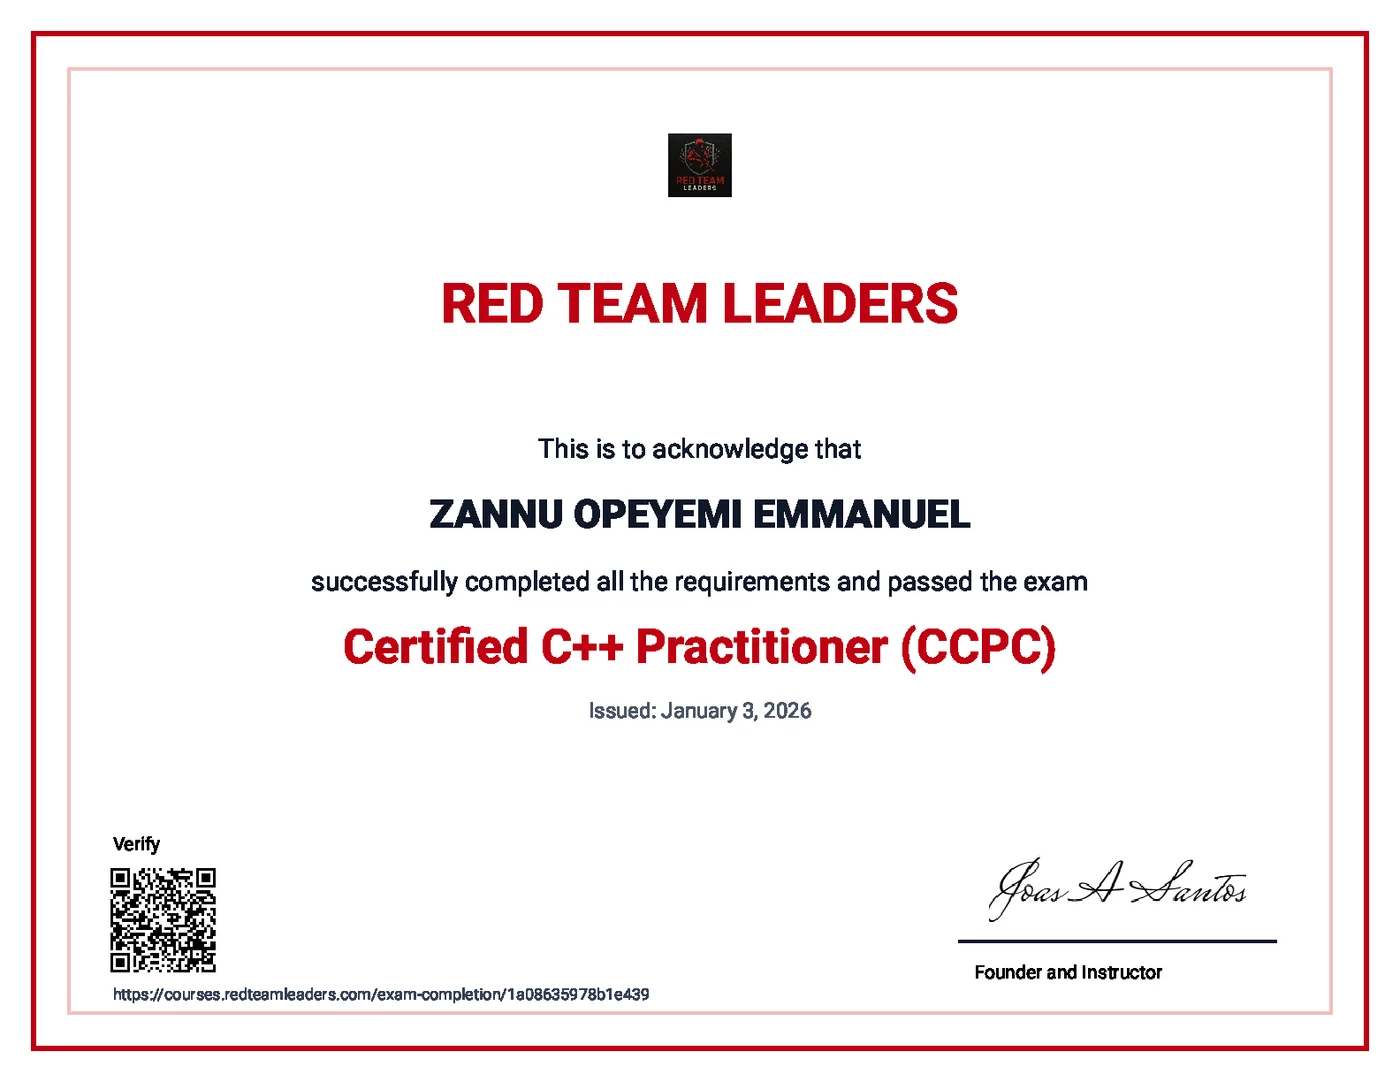 RED TEAM
LEADERS
RED TEAM LEADERS
This is to acknowledge that
ZANNU OPEYEMI EMMANUEL
successfully completed all the requirements and passed the exam
Certified C++ Practitioner (CCPC)
Issued: January 3, 2026
Verify
https://courses.redteamleaders.com/exam-completion/1a08635978b1e439
Joas A Santos
Founder and Instructor